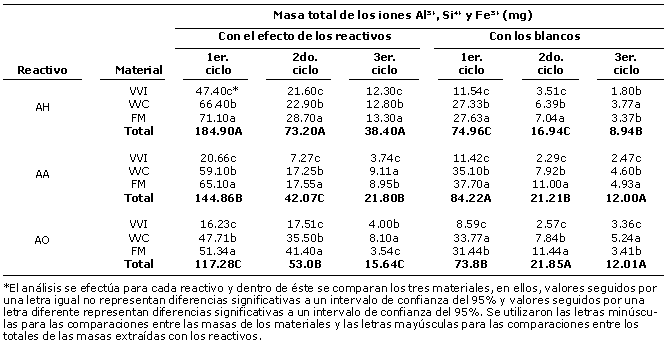 Masa total de los iones Al³⁺, Si⁴⁺ y Fe³⁺ (mg)
Con el efecto de los reactivos Con los blancos
Reactivo Material 1er. ciclo 2do. ciclo 3er. ciclo 1er. ciclo 2do. ciclo 3er. ciclo
VVI 47.40c* 21.60c 12.30c 11.54c 3.51c 1.80b
AH WC 66.40b 22.90b 12.80b 27.33b 6.39b 3.77a
FM 71.10a 28.70a 13.30a 27.63a 7.04a 3.37b
Total 184.90A 73.20A 38.40A 74.96C 16.94C 8.94B
VVI 20.66c 7.27c 3.74c 11.42c 2.29c 2.47c
AA WC 59.10b 17.25b 9.11a 35.10b 7.92b 4.60b
FM 65.10a 17.55a 8.95b 37.70a 11.00a 4.93a
Total 144.86B 42.07C 21.80B 84.22A 21.21B 12.00A
VVI 16.23c 17.51c 4.00b 8.59c 2.57c 3.36c
AO WC 47.71b 35.50b 8.10a 33.77a 7.84b 5.24a
FM 51.34a 41.40a 3.54c 31.44b 11.44a 3.41b
Total 117.28C 53.0B 15.64C 73.8B 21.85A 12.01A
*El análisis se efectúa para cada reactivo y dentro de éste se comparan los tres materiales, en ellos, valores seguidos por
una letra igual no representan diferencias significativas a un intervalo de confianza del 95% y valores seguidos por una
letra diferente representan diferencias significativas a un intervalo de confianza del 95%. Se utilizaron las letras minúscu-
las para las comparaciones entre las masas de los materiales y las letras mayúsculas para las comparaciones entre los
totales de las masas extraídas con los reactivos.